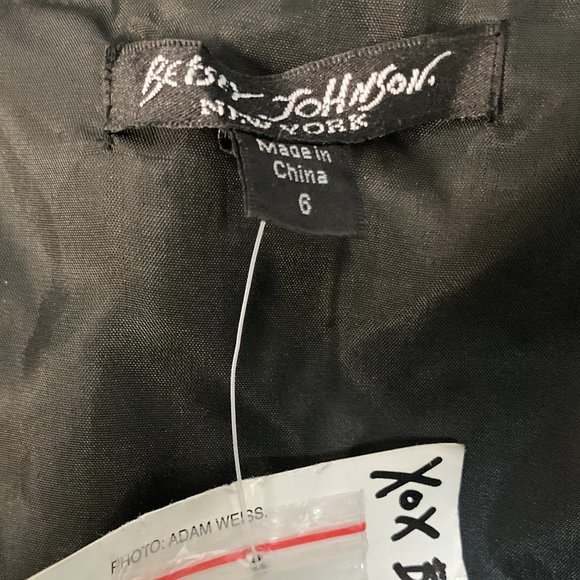 BETSEY JOHNSON.
NEW YORK
Made in
China
6
PHOTO: ADAM WEISS.
XOX